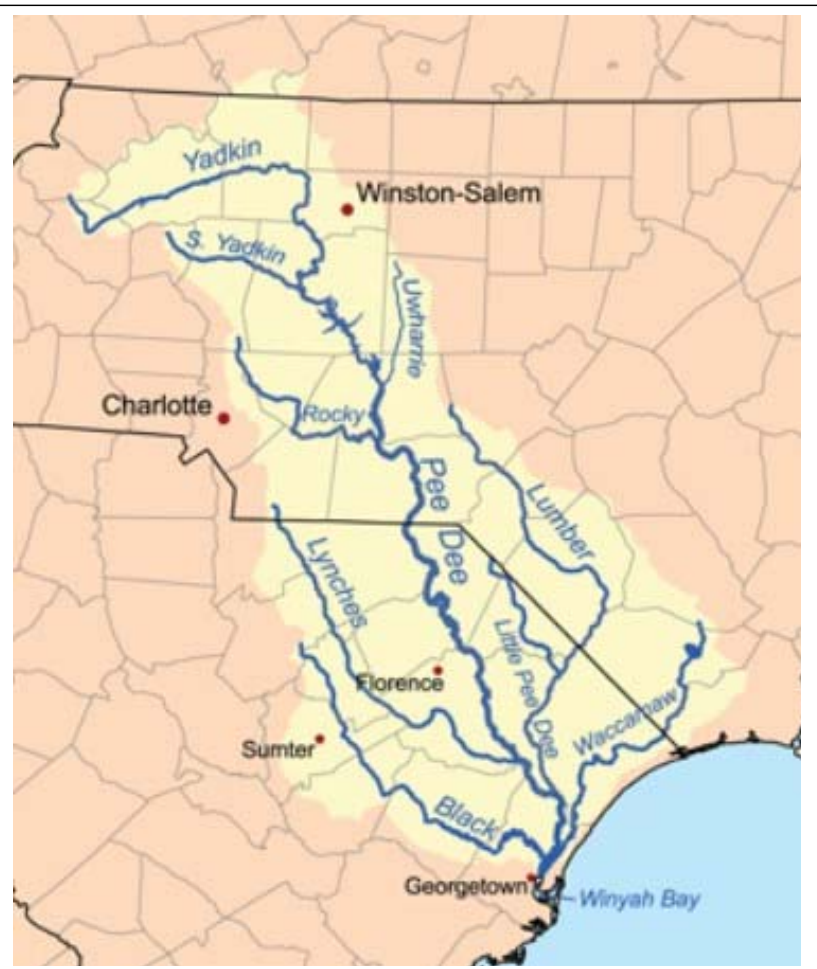 Yadkin
Winston-Salem
S. Yadkin
Uwharrie
Charlotte
Rocky
Pee Dee
Lumber
Lynches
Little Pee Dee
Florence
Waccamaw
Sumter
Black
Georgetown
Winyah Bay